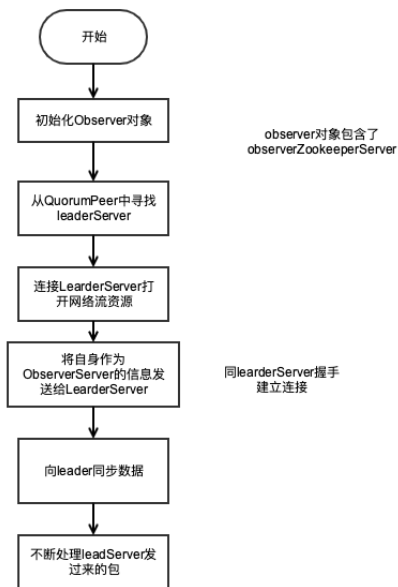 开始
初始化Observer对象
observer对象包含了
observerZookeeperServer
从QuorumPeer中寻找
leaderServer
连接LearderServer打
开网络流资源
将自身作为
ObserverServer的信息发
送给LearderServer
同learderServer握手
建立连接
向leader同步数据
不断处理leadServer发
过来的包